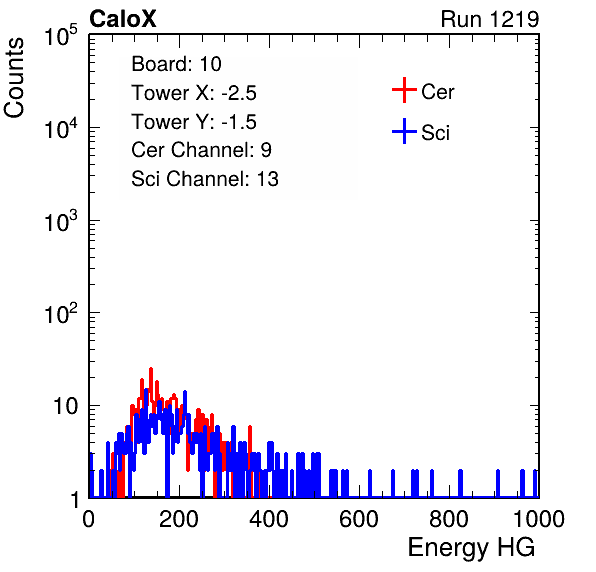 CaloX Run 1219
Counts
Board: 10
Tower X: -2.5
Tower Y: -1.5
Cer Channel: 9
Sci Channel: 13
Cer
Sci
10^5
10^4
10^3
10^2
10
1
0 200 400 600 800 1000
Energy HG